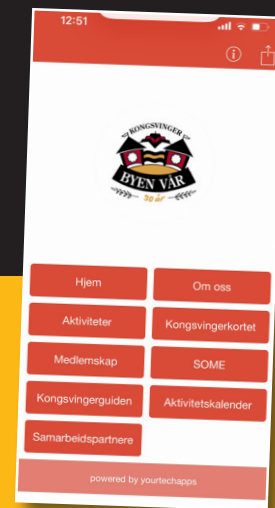 12:51
KONGSVINGER
BYEN VÅR
30 år
Hjem
Om oss
Aktiviteter
Kongsvingerkortet
Medlemskap
SOME
Kongsvingerguiden
Aktivitetskalender
Samarbeidspartnere
powered by yourtechapps